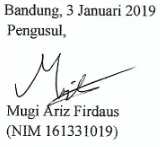 Bandung, 3 Januari 2019
Pengusul,
Mugi Ariz Firdaus
(NIM 161331019)